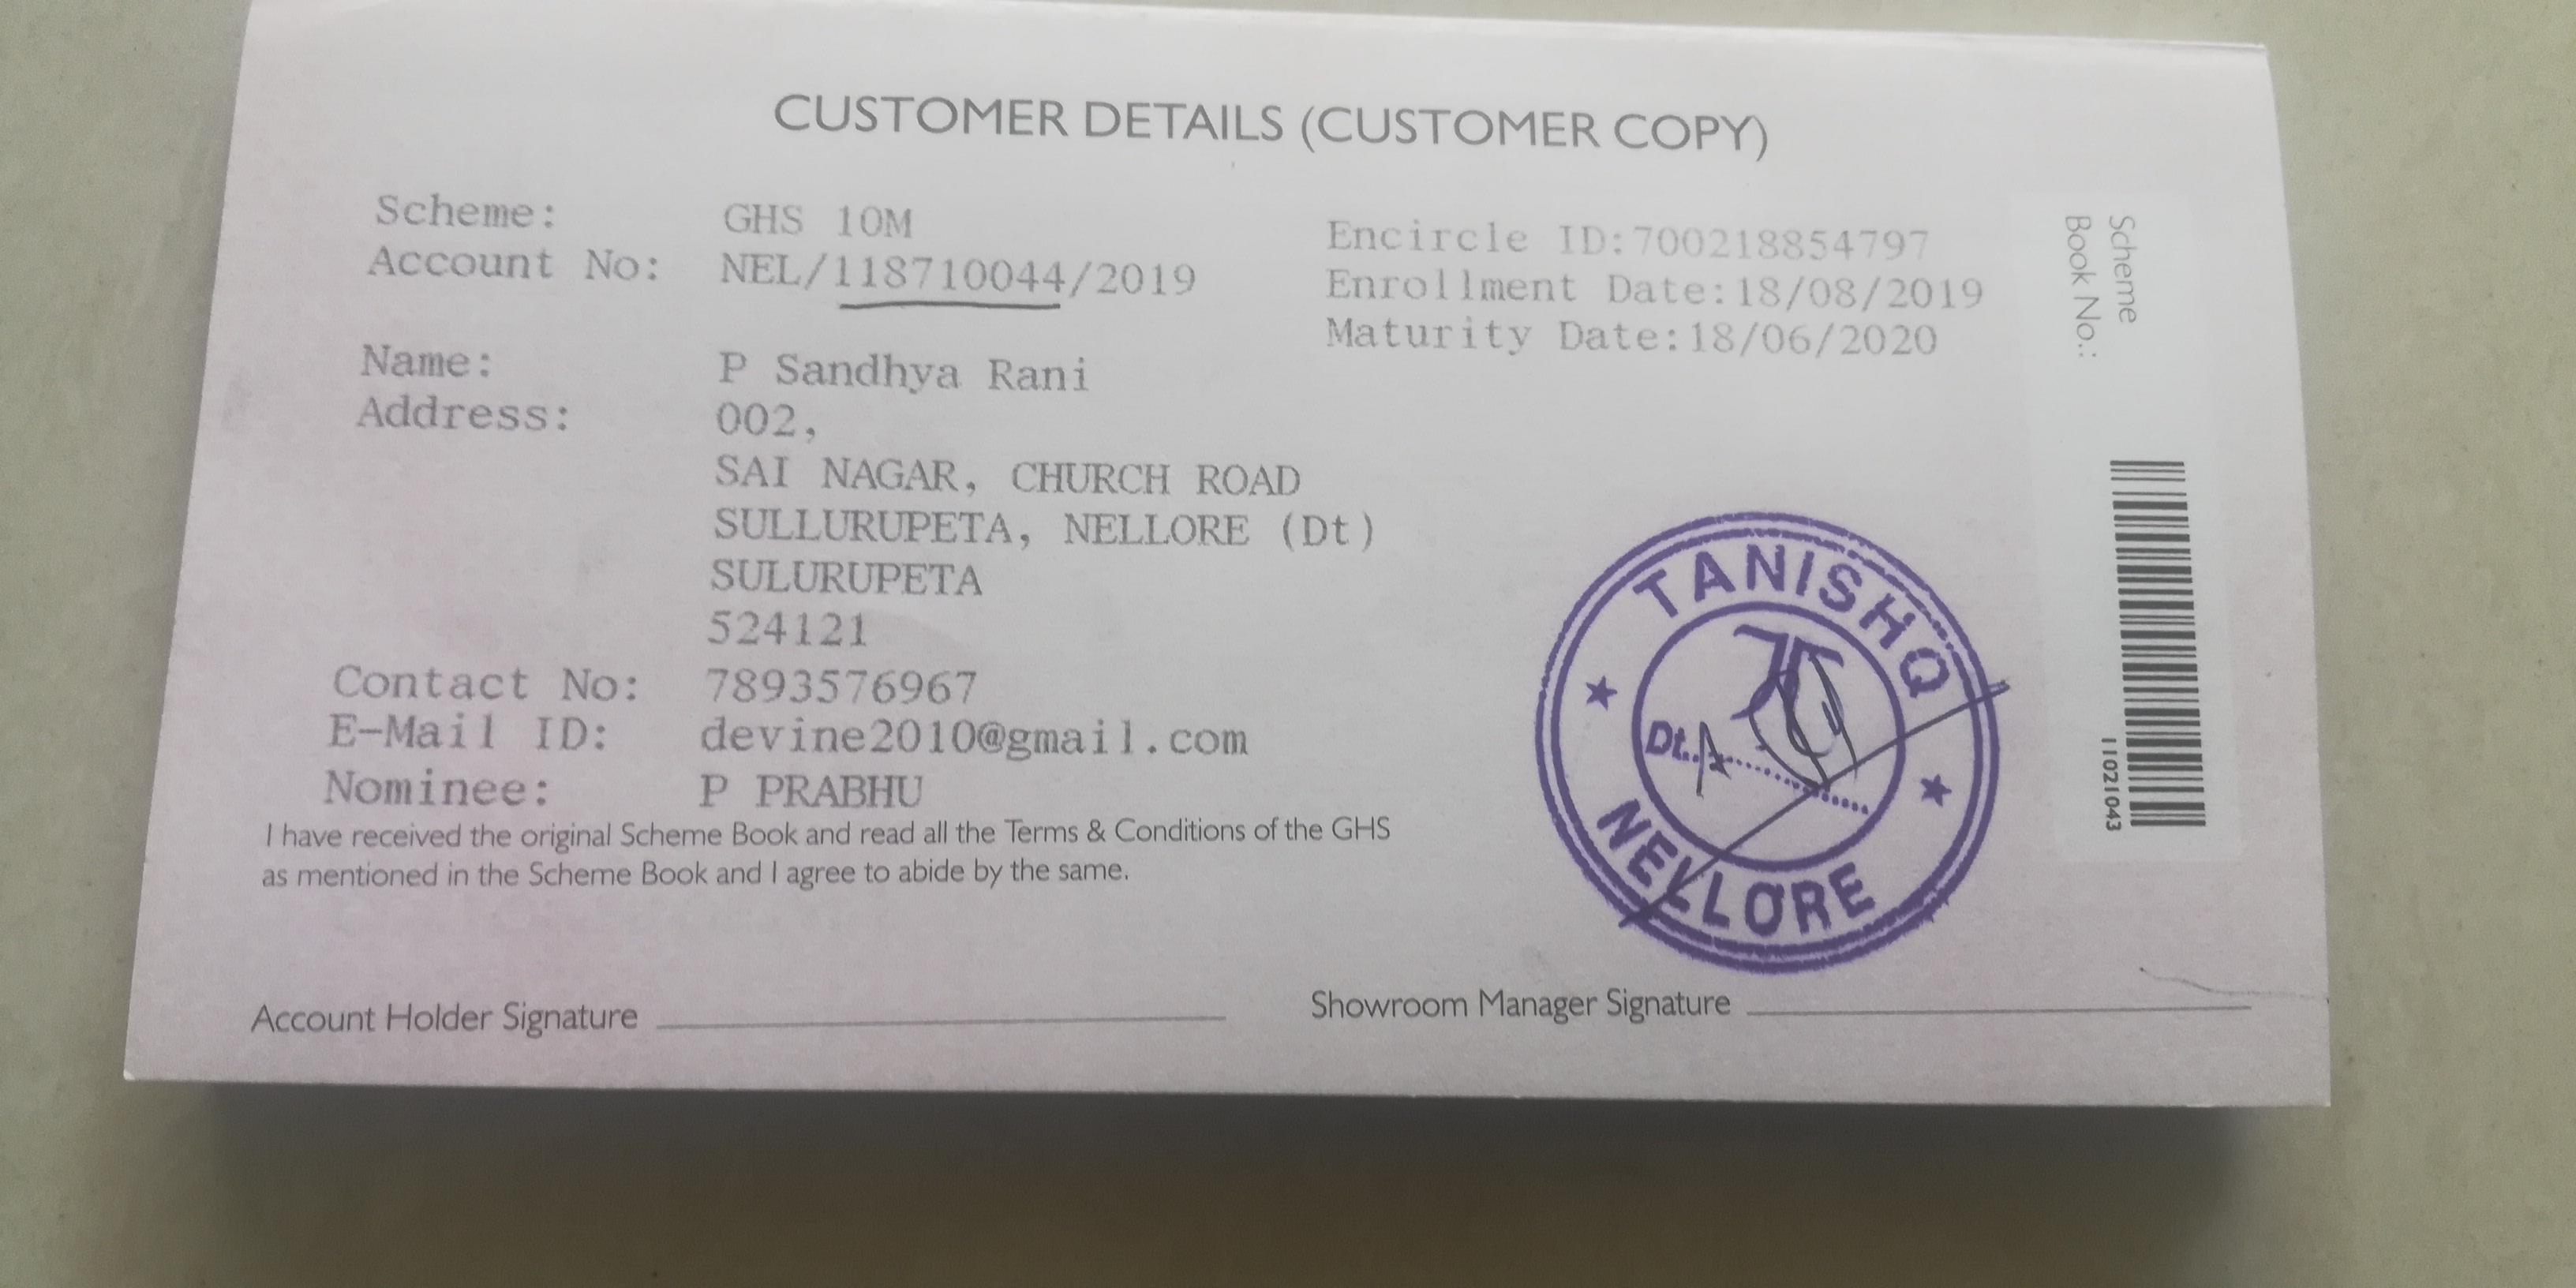 CUSTOMER DETAILS (CUSTOMER COPY)
Scheme: GHS 10M
Account No: NEL/118710044/2019
Encircle ID:700218854797
Enrollment Date:18/08/2019
Maturity Date:18/06/2020
Name: P Sandhya Rani
Address: 002,
SAI NAGAR, CHURCH ROAD
SULLURUPETA, NELLORE (Dt)
SULURUPETA
524121
Contact No: 7893576967
E-Mail ID: devine2010@gmail.com
Nominee: P PRABHU
I have received the original Scheme Book and read all the Terms & Conditions of the GHS
as mentioned in the Scheme Book and I agree to abide by the same.
Account Holder Signature
Showroom Manager Signature
TANISHQ
Dt.
NELLORE
Scheme
Book No.:
11021043